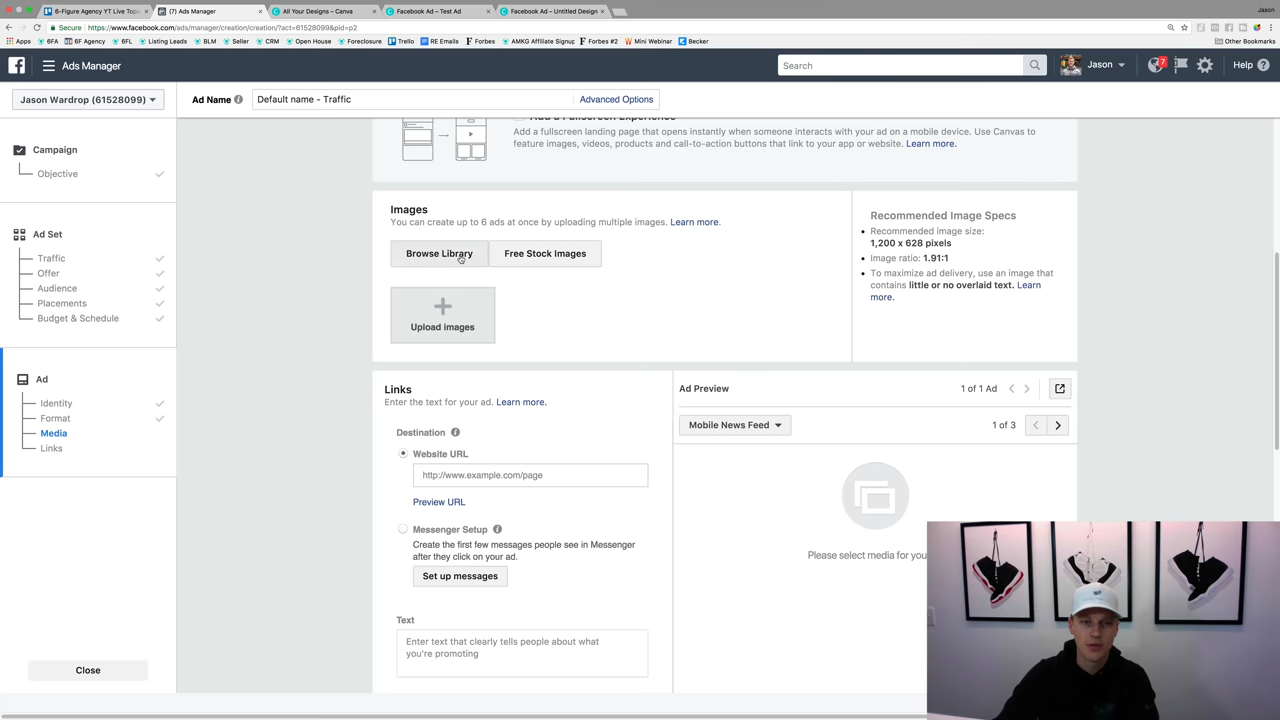 6-Figure Agency YT Live Topic
(7) Ads Manager
All Your Designs – Canva
Facebook Ad – Test Ad
Facebook Ad – Untitled Design
Jason
Secure
https://www.facebook.com/ads/manager/creation/creation/?act=61528099&pid=p2
Apps
6FA
6F Agency
6FL
BLM
Seller
CRM
Open House
Foreclosure
Trello
RE Emails
Forbes
AMKG Affiliate Signup
Forbes #2
Mini Webinar
Becker
Other Bookmarks
Ads Manager
Search
Jason
7
Help
Jason Wardrop (61528099)
Ad Name
Default name - Traffic
Advanced Options
Campaign
Objective
Ad Set
Traffic
Offer
Audience
Placements
Budget & Schedule
Ad
Identity
Format
Media
Links
Close
Add a Fullscreen Experience
Add a fullscreen landing page that opens instantly when someone interacts with your ad on a mobile device. Use Canvas to
feature images, videos, products and call-to-action buttons that link to your app or website. Learn more.
Images
You can create up to 6 ads at once by uploading multiple images. Learn more.
Browse Library
Free Stock Images
Upload images
Recommended Image Specs
Recommended image size:
1,200 x 628 pixels
Image ratio: 1.91:1
To maximize ad delivery, use an image that
contains little or no overlaid text. Learn
more.
Links
Enter the text for your ad. Learn more.
Destination
Website URL
http://www.example.com/page
Preview URL
Messenger Setup
Create the first few messages people see in Messenger
after they click on your ad.
Set up messages
Text
Enter text that clearly tells people about what
you're promoting
Ad Preview
1 of 1 Ad
Mobile News Feed
1 of 3
Please select media for you